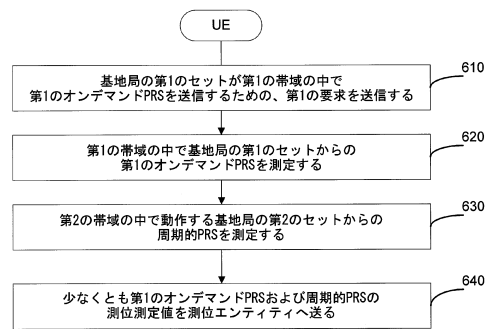 UE
610
基地局の第1のセットが第1の帯域の中で
第1のオンデマンドPRSを送信するための、第1の要求を送信する
620
第1の帯域の中で基地局の第1のセットからの
第1のオンデマンドPRSを測定する
630
第2の帯域の中で動作する基地局の第2のセットからの
周期的PRSを測定する
640
少なくとも第1のオンデマンドPRSおよび周期的PRSの
測位測定値を測位エンティティへ送る